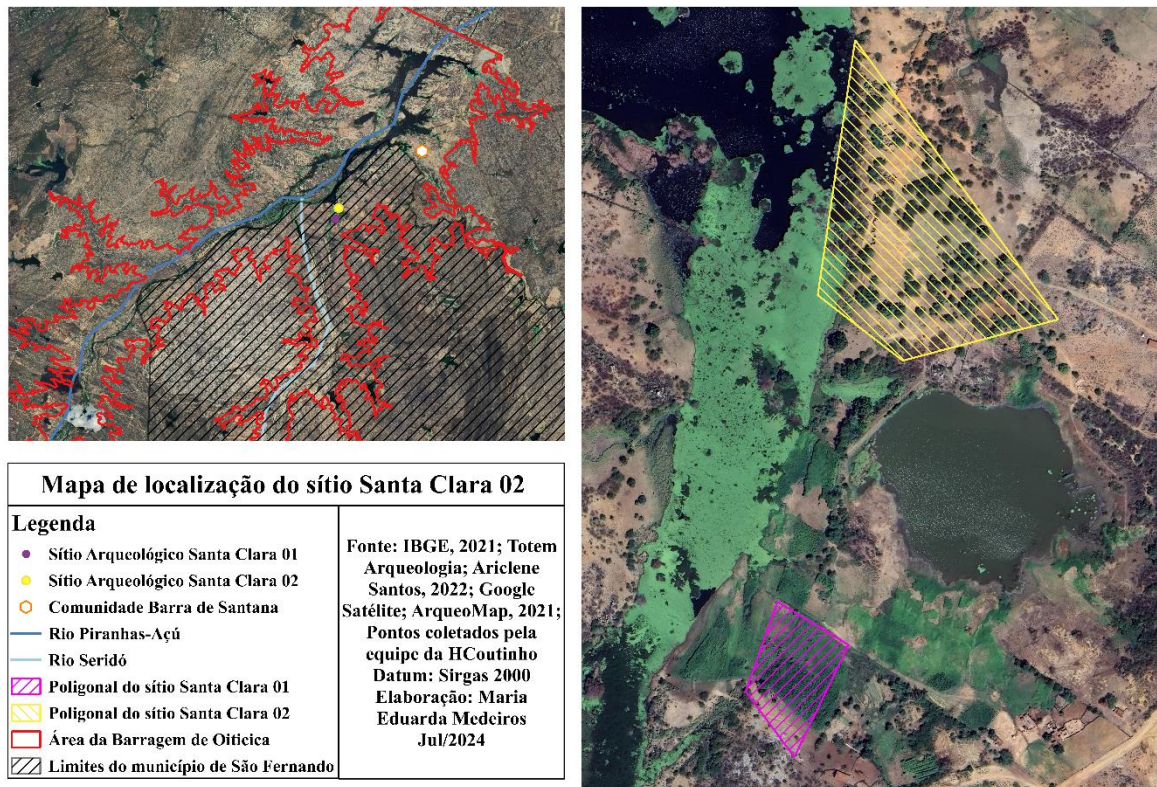 Mapa de localização do sítio Santa Clara 02
Legenda
Sítio Arqueológico Santa Clara 01
Sítio Arqueológico Santa Clara 02
Comunidade Barra de Santana
Rio Piranhas-Açú
Rio Seridó
Poligonal do sítio Santa Clara 01
Poligonal do sítio Santa Clara 02
Área da Barragem de Oiticica
Limites do município de São Fernando
Fonte: IBGE, 2021; Totem
Arqueologia; Ariclene
Santos, 2022; Google
Satélite; ArqueoMap, 2021;
Pontos coletados pela
equipe da HCoutinho
Datum: Sirgas 2000
Elaboração: Maria
Eduarda Medeiros
Jul/2024